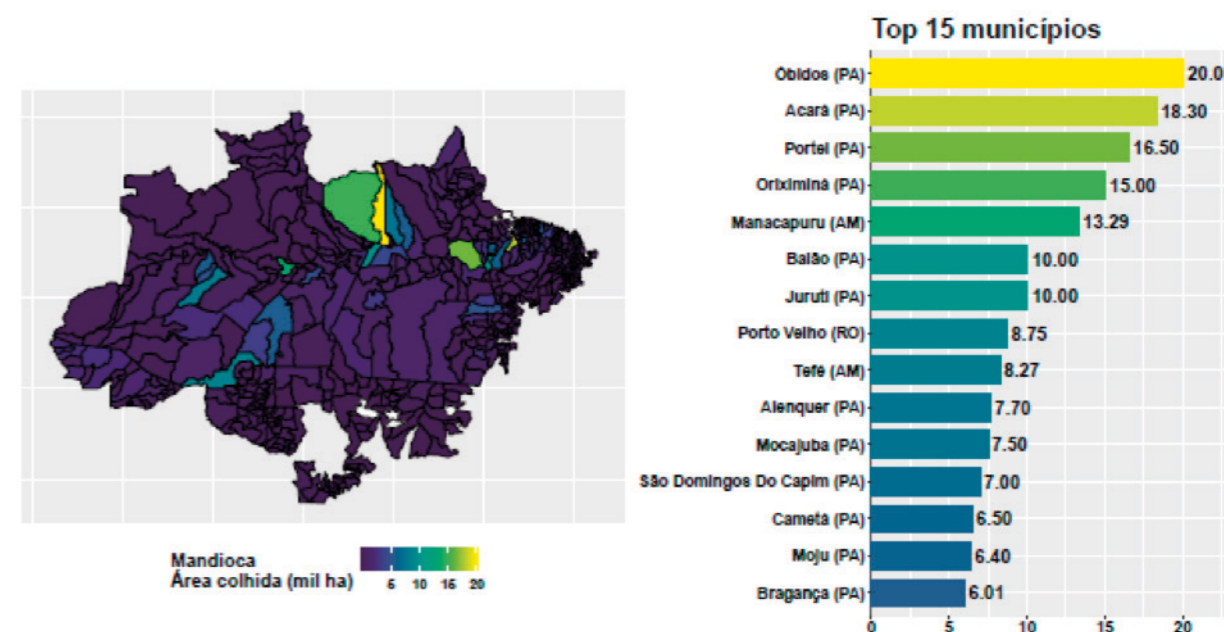 Top 15 municípios
Óbidos (PA) 20.0
Acará (PA) 18.30
Portel (PA) 16.50
Oriximiná (PA) 15.00
Manacapuru (AM) 13.29
Baião (PA) 10.00
Juruti (PA) 10.00
Porto Velho (RO) 8.75
Tefé (AM) 8.27
Alenquer (PA) 7.70
Mocajuba (PA) 7.50
São Domingos Do Capim (PA) 7.00
Cametá (PA) 6.50
Moju (PA) 6.40
Bragança (PA) 6.01
0 5 10 15 20
Mandioca
Área colhida (mil ha)
5 10 15 20